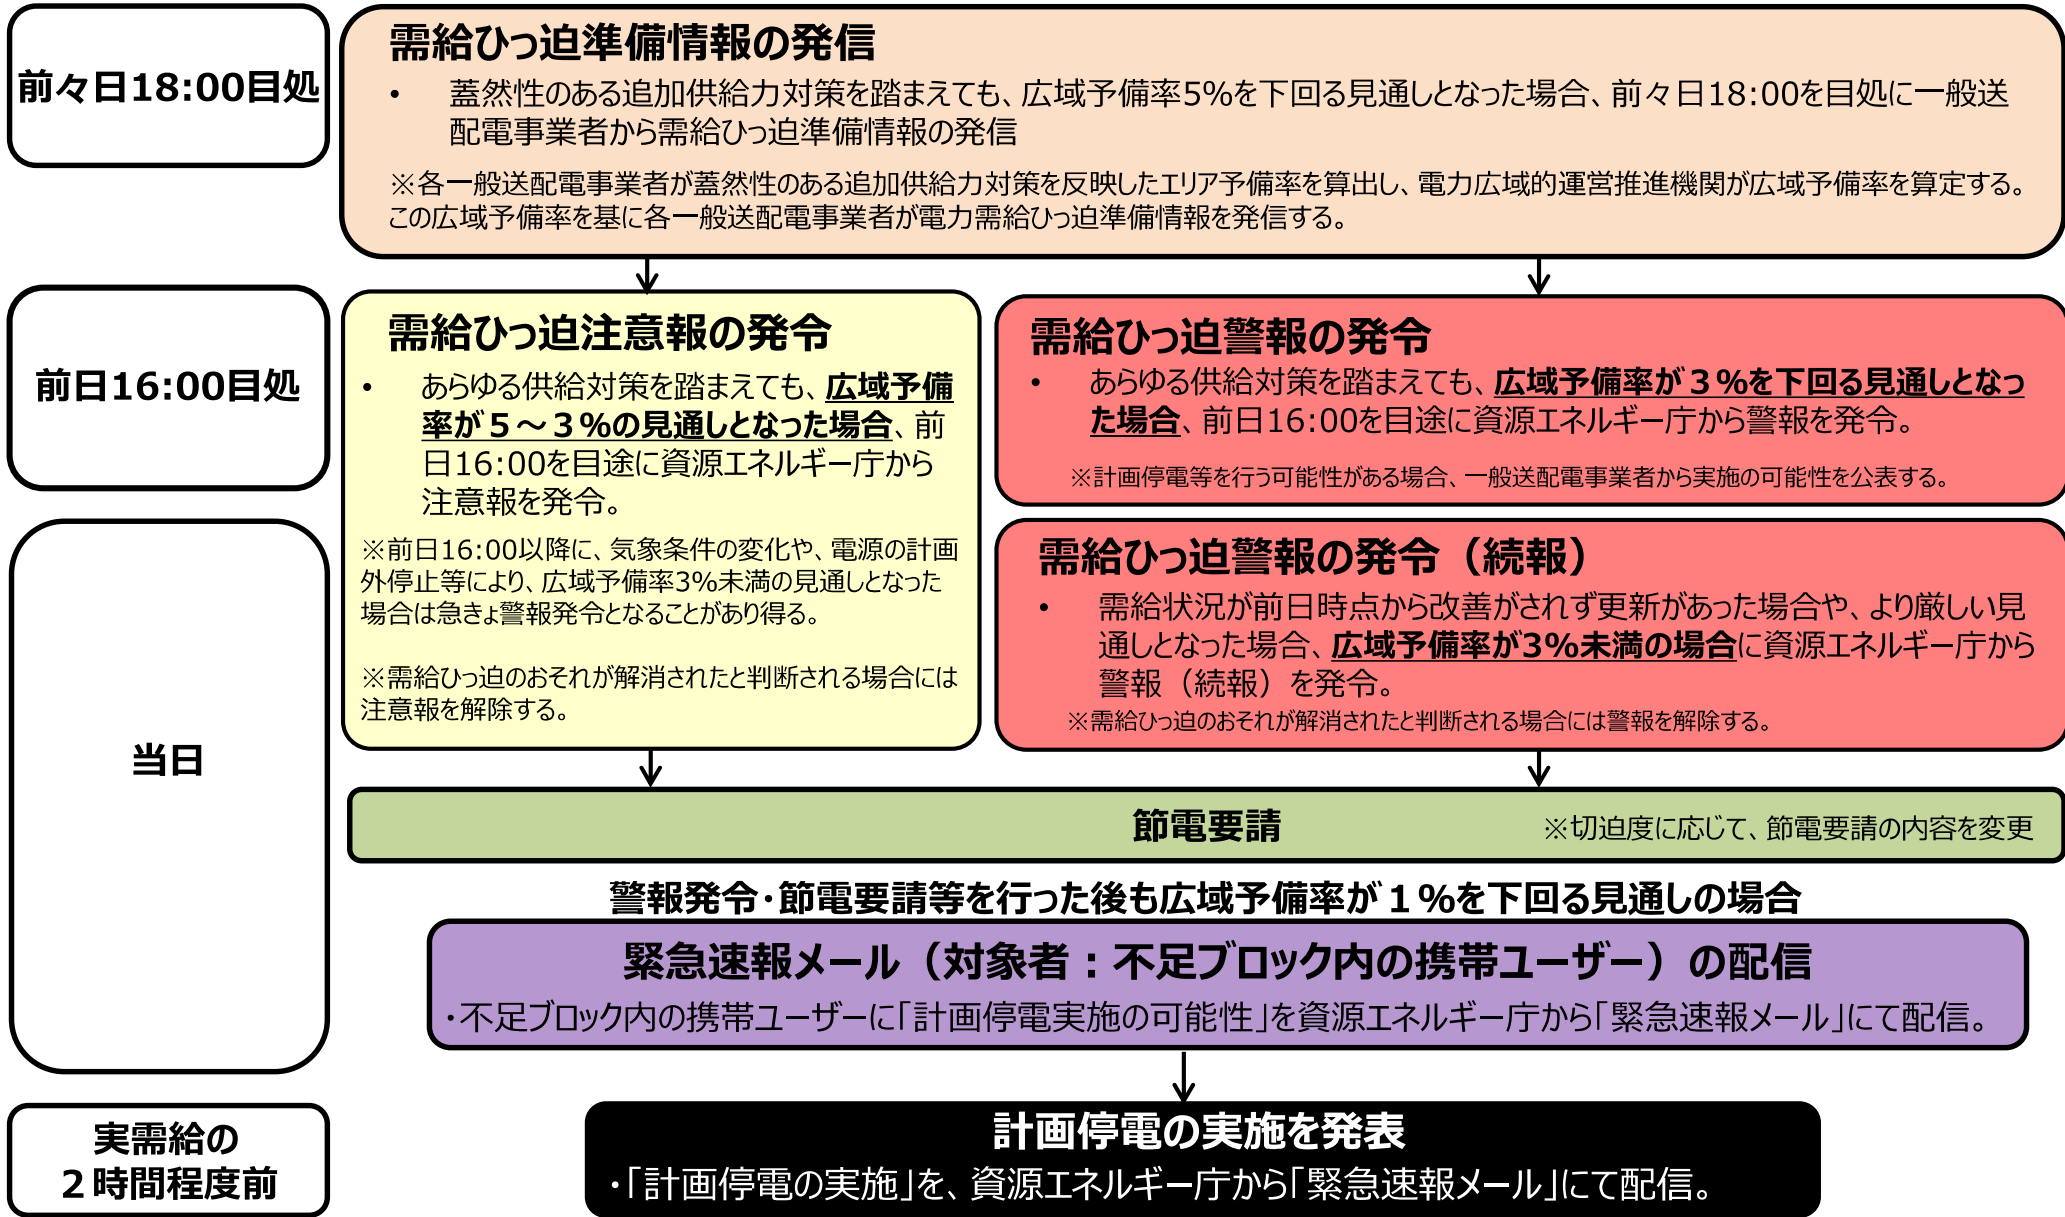 前々日18:00目処
需給ひっ迫準備情報の発信
• 蓋然性のある追加供給力対策を踏まえても、広域予備率5%を下回る見通しとなった場合、前々日18:00を目処に一般送
配電事業者から需給ひっ迫準備情報の発信
※各一般送配電事業者が蓋然性のある追加供給力対策を反映したエリア予備率を算出し、電力広域的運営推進機関が広域予備率を算定する。
この広域予備率を基に各一般送配電事業者が電力需給ひっ迫準備情報を発信する。
前日16:00目処
需給ひっ迫注意報の発令
• あらゆる供給対策を踏まえても、広域予備
率が５～３%の見通しとなった場合、前
日16:00を目途に資源エネルギー庁から
注意報を発令。
※前日16:00以降に、気象条件の変化や、電源の計画
外停止等により、広域予備率3%未満の見通しとなった
場合は急きょ警報発令となることがあり得る。
※需給ひっ迫のおそれが解消されたと判断される場合には
注意報を解除する。
需給ひっ迫警報の発令
• あらゆる供給対策を踏まえても、広域予備率が３%を下回る見通しとなっ
た場合、前日16:00を目途に資源エネルギー庁から警報を発令。
※計画停電等を行う可能性がある場合、一般送配電事業者から実施の可能性を公表する。
当日
需給ひっ迫警報の発令（続報）
• 需給状況が前日時点から改善がされず更新があった場合や、より厳しい見
通しとなった場合、広域予備率が3%未満の場合に資源エネルギー庁から
警報（続報）を発令。
※需給ひっ迫のおそれが解消されたと判断される場合には警報を解除する。
節電要請 ※切迫度に応じて、節電要請の内容を変更
警報発令・節電要請等を行った後も広域予備率が１%を下回る見通しの場合
緊急速報メール（対象者：不足ブロック内の携帯ユーザー）の配信
・不足ブロック内の携帯ユーザーに「計画停電実施の可能性」を資源エネルギー庁から「緊急速報メール」にて配信。
実需給の
２時間程度前
計画停電の実施を発表
・「計画停電の実施」を、資源エネルギー庁から「緊急速報メール」にて配信。